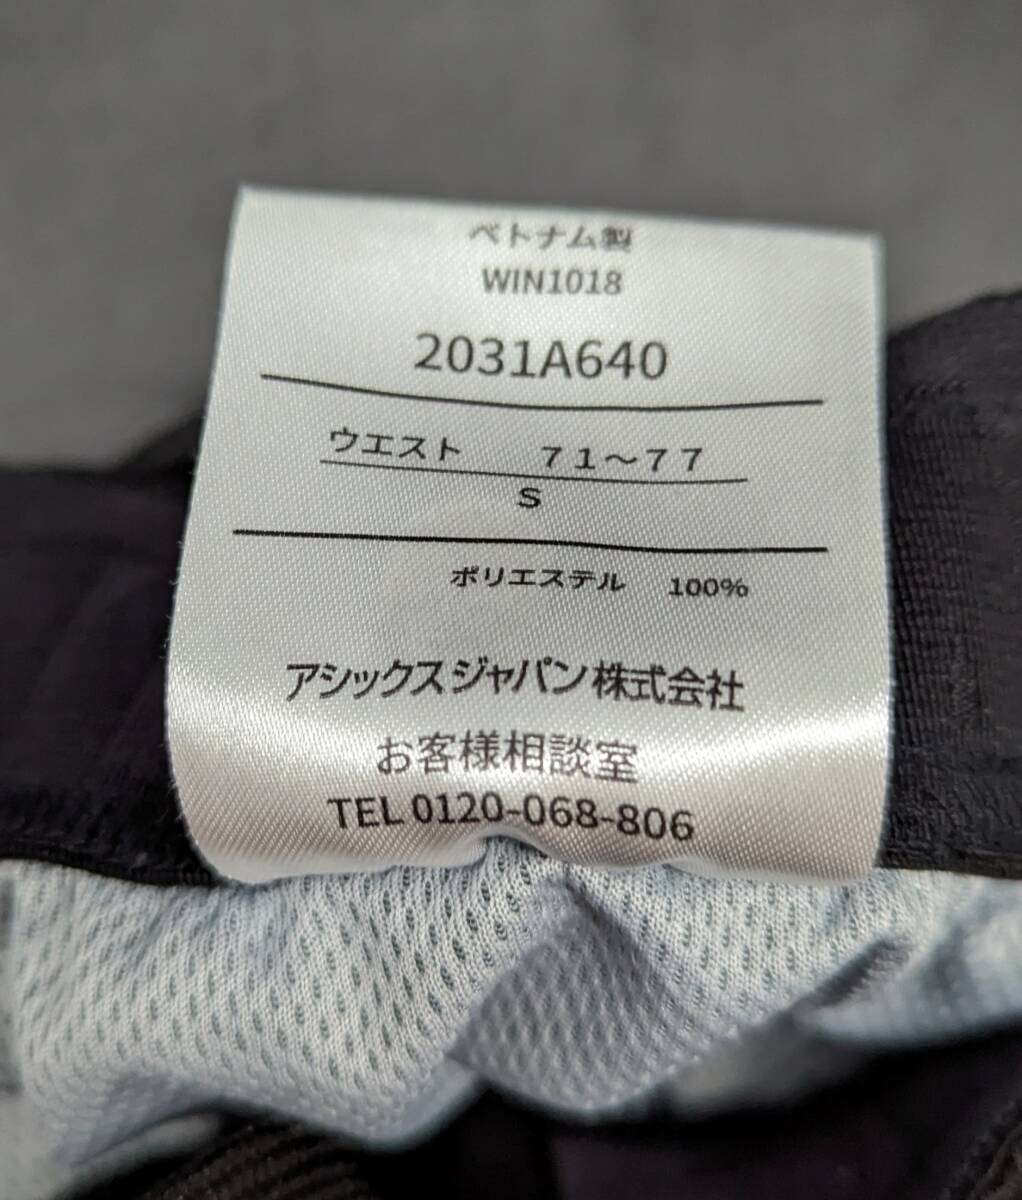 ベトナム製
WIN1018
2031A640
ウエスト 71～77
S
ポリエステル 100%
アシックスジャパン株式会社
お客様相談室
TEL 0120-068-806